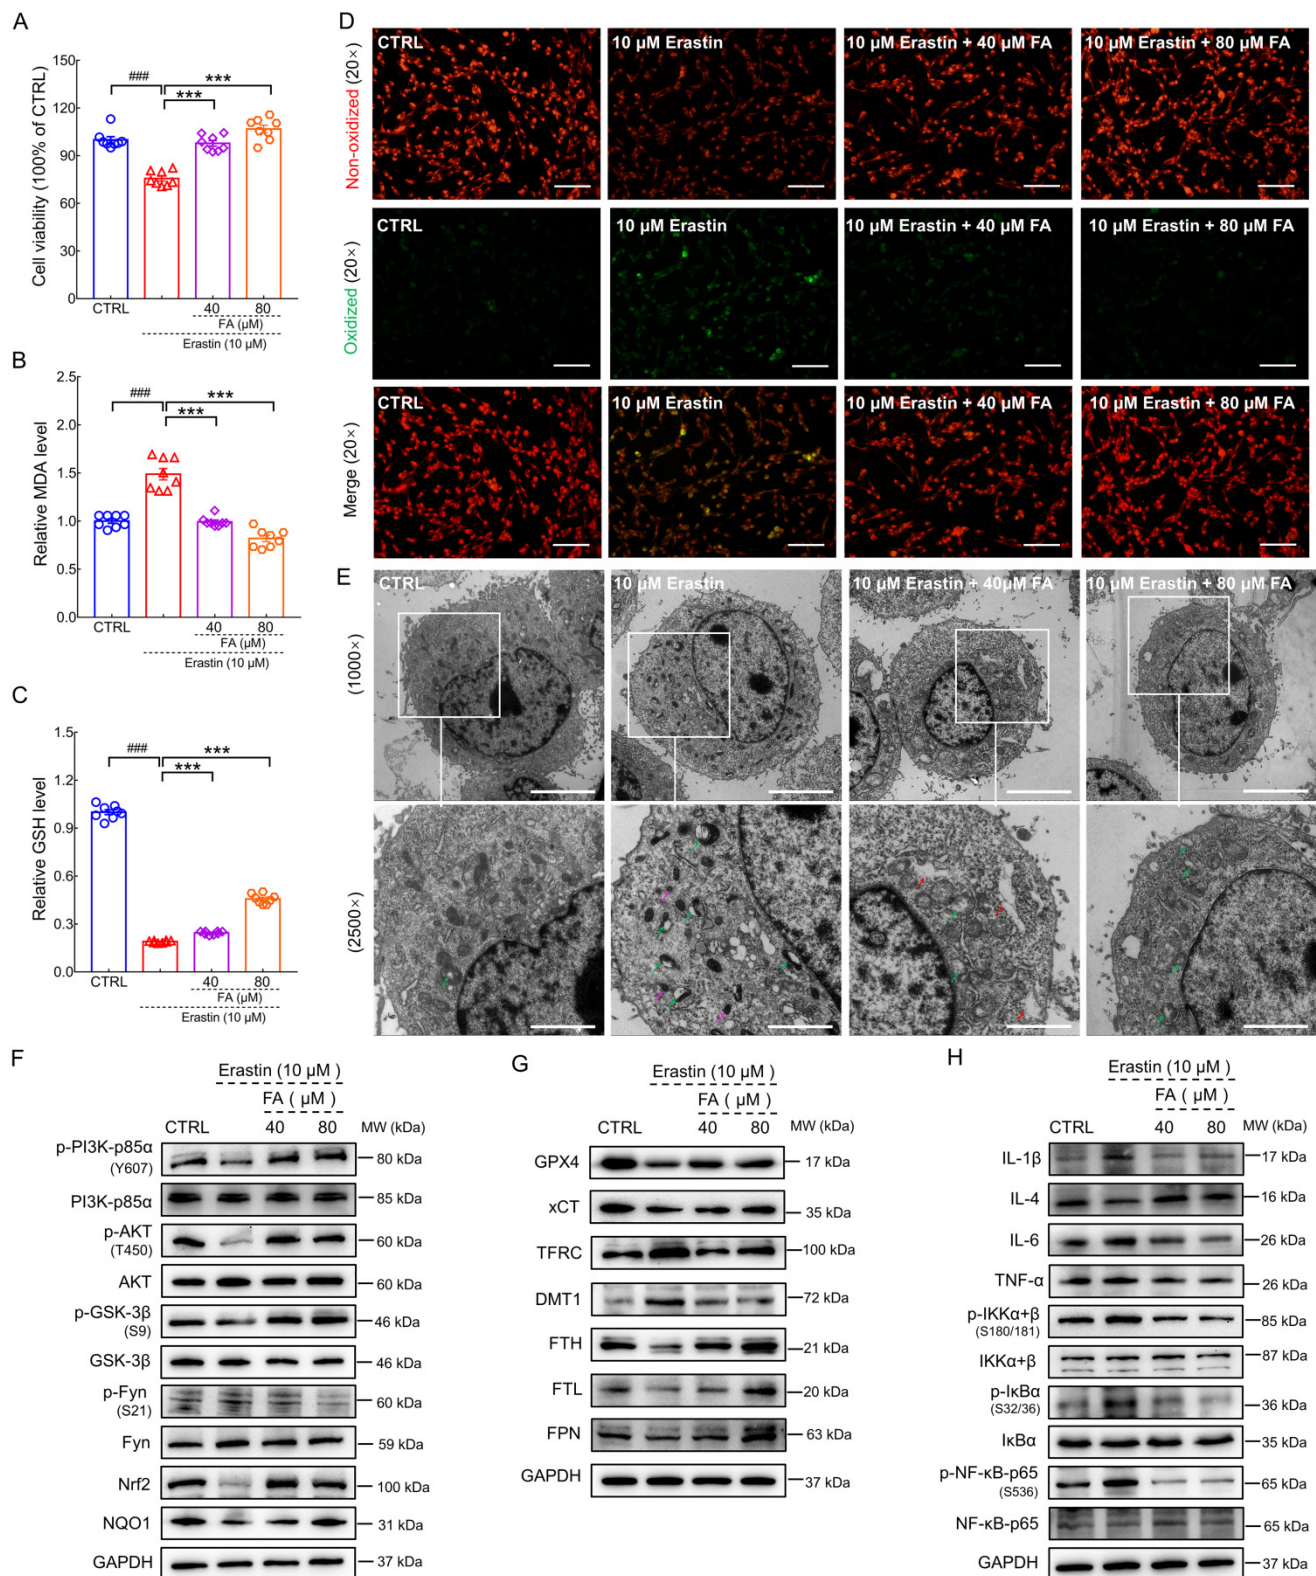 A
Cell viability (100% of CTRL)
150
120
90
60
30
0
###
***
***
CTRL
40
80
FA (μM)
Erastin (10 μM)
B
Relative MDA level
2.5
2.0
1.5
1.0
0.5
0.0
###
***
***
CTRL
40
80
FA (μM)
Erastin (10 μM)
C
Relative GSH level
1.5
1.2
0.9
0.6
0.3
0.0
###
***
***
CTRL
40
80
FA (μM)
Erastin (10 μM)
D
Non-oxidized (20×)
CTRL
10 μM Erastin
10 μM Erastin + 40 μM FA
10 μM Erastin + 80 μM FA
Oxidized (20×)
CTRL
10 μM Erastin
10 μM Erastin + 40 μM FA
10 μM Erastin + 80 μM FA
Merge (20×)
CTRL
10 μM Erastin
10 μM Erastin + 40 μM FA
10 μM Erastin + 80 μM FA
E
(1000×)
CTRL
10 μM Erastin
10 μM Erastin + 40μM FA
10 μM Erastin + 80 μM FA
(2500×)
F
Erastin (10 μM)
FA ( μM)
CTRL 40 80 MW (kDa)
p-PI3K-p85α
(Y607)
80 kDa
PI3K-p85α 85 kDa
p-AKT
(T450)
60 kDa
AKT 60 kDa
p-GSK-3β
(S9)
46 kDa
GSK-3β 46 kDa
p-Fyn
(S21)
60 kDa
Fyn 59 kDa
Nrf2 100 kDa
NQO1 31 kDa
GAPDH 37 kDa
G
Erastin (10 μM)
FA ( μM)
CTRL 40 80 MW (kDa)
GPX4 17 kDa
xCT 35 kDa
TFRC 100 kDa
DMT1 72 kDa
FTH 21 kDa
FTL 20 kDa
FPN 63 kDa
GAPDH 37 kDa
H
Erastin (10 μM)
FA ( μM)
CTRL 40 80 MW (kDa)
IL-1β 17 kDa
IL-4 16 kDa
IL-6 26 kDa
TNF-α 26 kDa
p-IKKα+β
(S180/181)
85 kDa
IKKα+β 87 kDa
p-IκBα
(S32/36)
36 kDa
IκBα 35 kDa
p-NF-κB-p65
(S536)
65 kDa
NF-κB-p65 65 kDa
GAPDH 37 kDa